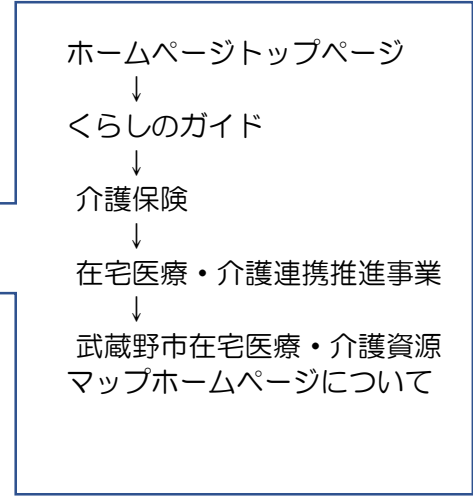 ホームページトップページ
↓
くらしのガイド
↓
介護保険
↓
在宅医療・介護連携推進事業
↓
武蔵野市在宅医療・介護資源
マップホームページについて